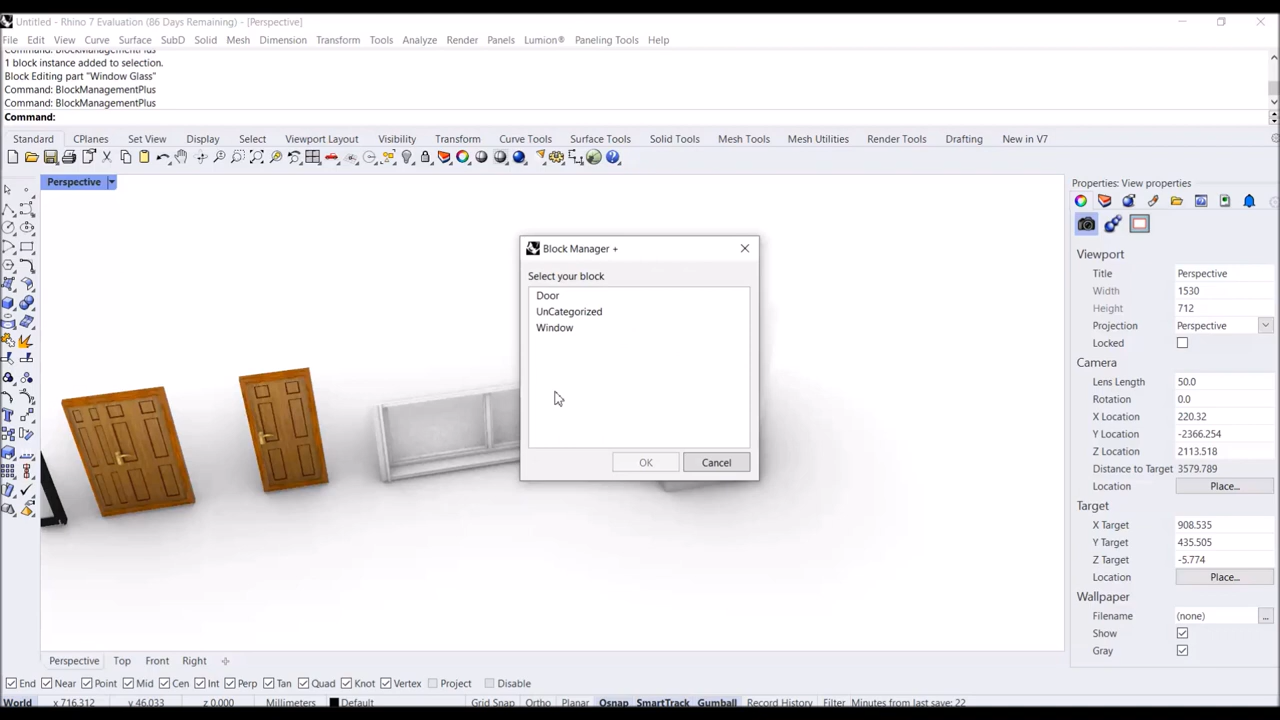 Untitled - Rhino 7 Evaluation (86 Days Remaining) - [Perspective]
File Edit View Curve Surface SubD Solid Mesh Dimension Transform Tools Analyze Render Panels Lumion® Paneling Tools Help
Command: BlockManagementPlus
1 block instance added to selection.
Block Editing part "Window Glass"
Command: BlockManagementPlus
Command: BlockManagementPlus
Command:
Standard CPlanes Set View Display Select Viewport Layout Visibility Transform Curve Tools Surface Tools Solid Tools Mesh Tools Mesh Utilities Render Tools Drafting New in V7
Perspective
Block Manager +
Select your block
Door
UnCategorized
Window
OK Cancel
Properties: View properties
Viewport
Title Perspective
Width 1530
Height 712
Projection Perspective
Locked
Camera
Lens Length 50.0
Rotation 0.0
X Location 220.32
Y Location -2366.254
Z Location 2113.518
Distance to Target 3579.789
Location Place...
Target
X Target 908.535
Y Target 435.505
Z Target -5.774
Location Place...
Wallpaper
Filename (none) ...
Show
Gray
Perspective Top Front Right
End Near Point Mid Cen Int Perp Tan Quad Knot Vertex Project Disable
World x 716.312 y 46.033 z 0.000 Millimeters Default Grid Snap Ortho Planar Osnap SmartTrack Gumball Record History Filter Minutes from last save: 22